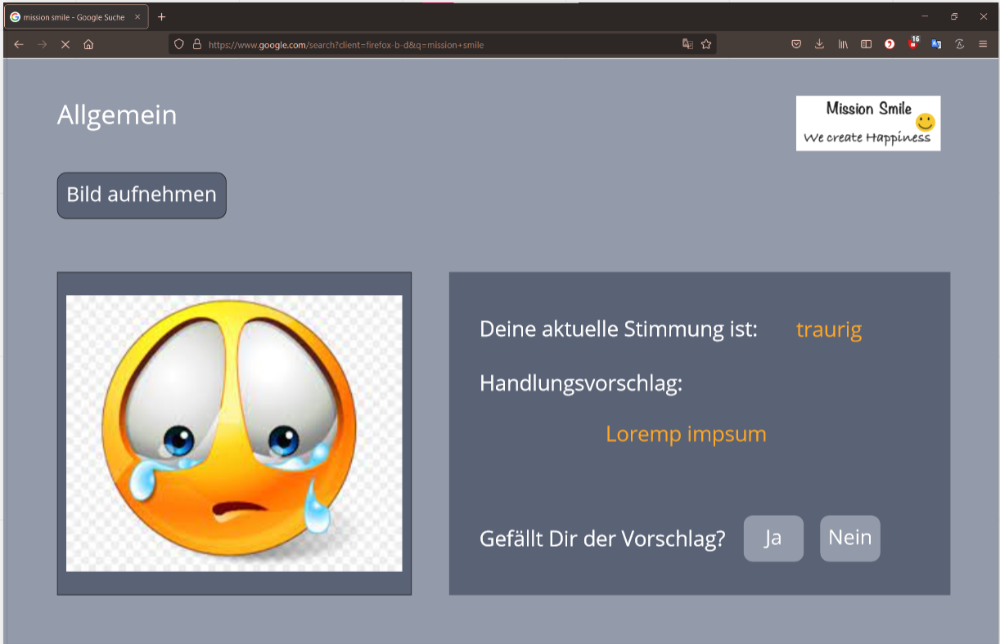 mission smile - Google Suche
https://www.google.com/search?client=firefox-b-d&q=mission+smile
16
Allgemein
Mission Smile
We create Happiness
Bild aufnehmen
Deine aktuelle Stimmung ist: traurig
Handlungsvorschlag:
Loremp impsum
Gefällt Dir der Vorschlag? Ja Nein